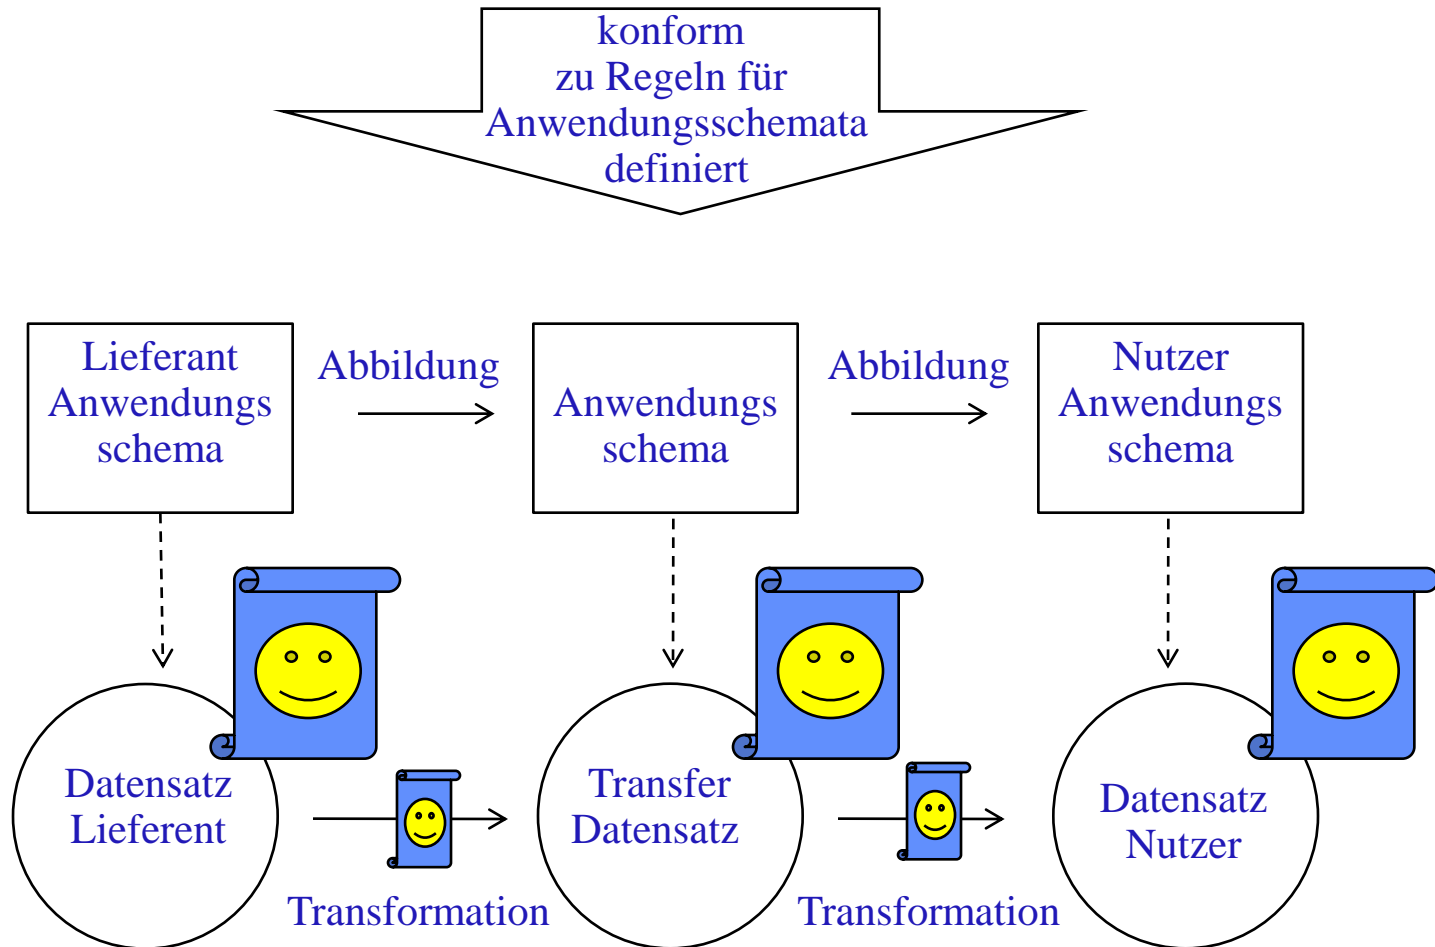 konform
zu Regeln für
Anwendungsschemata
definiert
Lieferant
Anwendungs
schema
Abbildung
Anwendungs
schema
Abbildung
Nutzer
Anwendungs
schema
Datensatz
Lieferent
Transformation
Transfer
Datensatz
Transformation
Datensatz
Nutzer